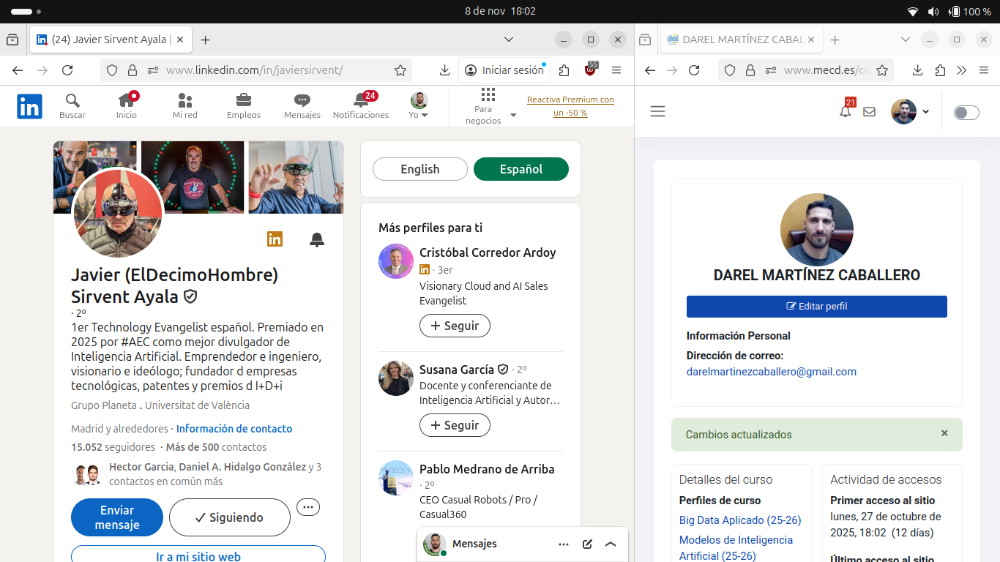 8 de nov 18:02
100 %
(24) Javier Sirvent Ayala |
www.linkedin.com/in/javiersirvent/
Iniciar sesión
55
in
Buscar
Inicio
Mi red
Empleos
Mensajes
24
Notificaciones
Yo
Para negocios
Reactiva Premium con
un -50 %
Javier (ElDecimoHombre)
Sirvent Ayala
· 2º
1er Technology Evangelist español. Premiado en
2025 por #AEC como mejor divulgador de
Inteligencia Artificial. Emprendedor e ingeniero,
visionario e ideólogo; fundador d empresas
tecnológicas, patentes y premios d I+D+i
Grupo Planeta . Universitat de València
Madrid y alrededores · Información de contacto
15.052 seguidores · Más de 500 contactos
Hector Garcia, Daniel A. Hidalgo González y 3
contactos en común más
Enviar
mensaje
Siguiendo
Ir a mi sitio web
English
Español
Más perfiles para ti
Cristóbal Corredor Ardoy
in · 3er
Visionary Cloud and AI Sales
Evangelist
+ Seguir
Susana García · 2º
Docente y conferenciante de
Inteligencia Artificial y Autor…
+ Seguir
Pablo Medrano de Arriba
· 2º
CEO Casual Robots / Pro /
Casual360
Mensajes
DAREL MARTÍNEZ CABAL
www.mecd.es/ci
21
DAREL MARTÍNEZ CABALLERO
Editar perfil
Información Personal
Dirección de correo:
darelmartinezcaballero@gmail.com
Cambios actualizados
×
Detalles del curso
Perfiles de curso
Big Data Aplicado (25-26)
Modelos de Inteligencia
Artificial (25-26)
Actividad de accesos
Primer acceso al sitio
lunes, 27 de octubre de
2025, 18:02 (12 días)
Último acceso al sitio